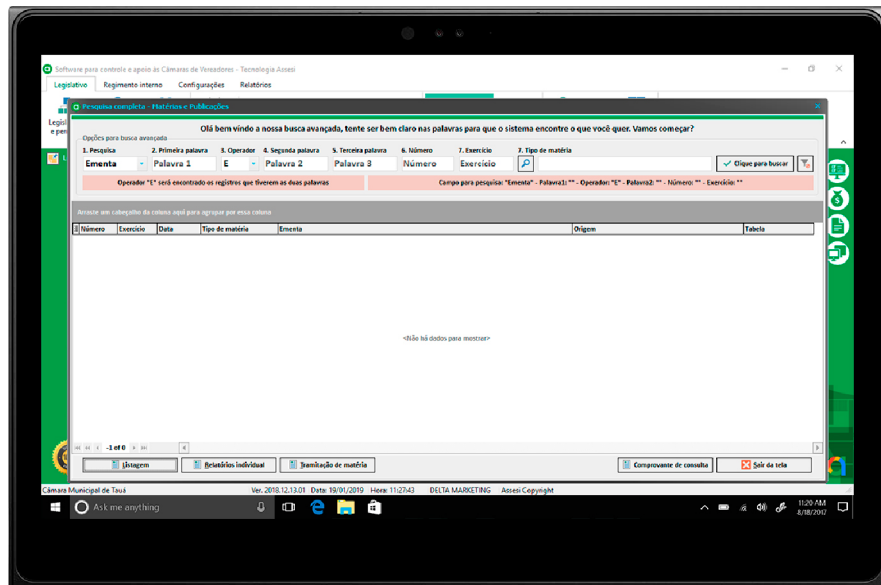 Software para controle e apoio às Câmaras de Vereadores - Tecnologia Assesi
Legislativo Regimento interno Configurações Relatórios
Pesquisa completa - Matérias e Publicações
Olá bem vindo a nossa busca avançada, tente ser bem claro nas palavras para que o sistema encontre o que você quer. Vamos começar?
Opções para busca avançada
1. Pesquisa 2. Primeira palavra 3. Operador 4. Segunda palavra 5. Terceira palavra 6. Número 7. Exercício 7. Tipo de matéria
Ementa Palavra 1 E Palavra 2 Palavra 3 Número Exercício Clique para buscar
Operador "E" será encontrado os registros que tiverem as duas palavras Campo para pesquisa: "Ementa" - Palavra1: "" - Operador: "E" - Palavra2: "" - Número: "" - Exercício: ""
Arraste um cabeçalho da coluna aqui para agrupar por essa coluna
Número Exercício Data Tipo de matéria Ementa Origem Tabela
<Não há dados para mostrar>
-1 of 0
Listagem Relatórios individual Tramitação de matéria Comprovante de consulta Sair da tela
Câmara Municipal de Tauá Ver. 2018.12.13.01 Data: 19/01/2019 Hora: 11:27:43 DELTA MARKETING Assesi Copyright
Ask me anything 11:20 AM
8/18/2017